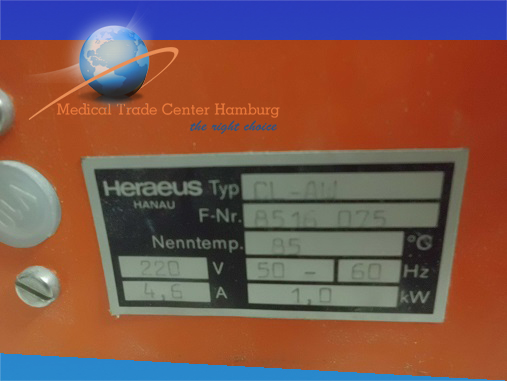 Medical Trade Center Hamburg
the right choice
Heraeus Typ CL-AW
HANAU
F-Nr. 8516 075
Nenntemp. 85 °C
220 V 50 - 60 Hz
4,6 A 1,0 kW